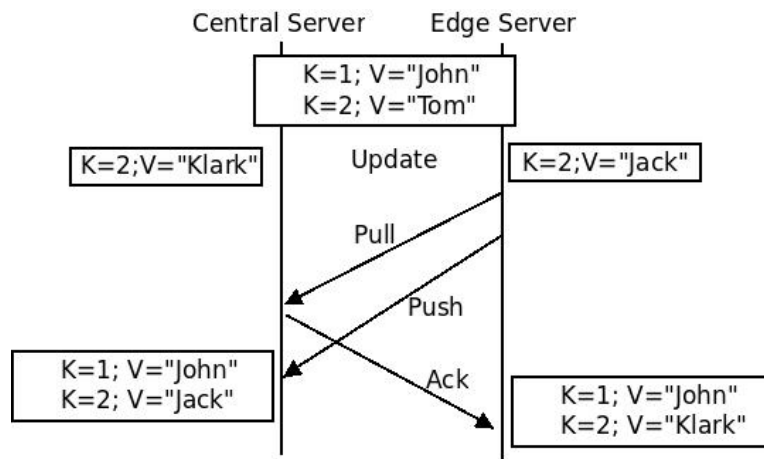 Central Server Edge Server
K=1; V="John"
K=2; V="Tom"
K=2;V="Klark"
Update
K=2;V="Jack"
Pull
Push
K=1; V="John"
K=2; V="Jack"
Ack
K=1; V="John"
K=2; V="Klark"